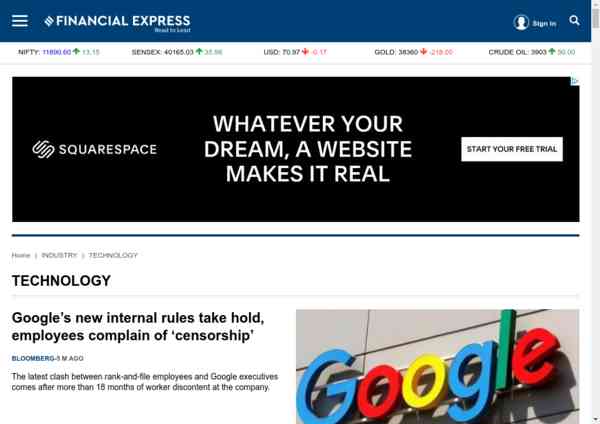 FINANCIAL EXPRESS
Read to Lead
Sign In
NIFTY: 11890.60 13.15 SENSEX: 40165.03 35.98 USD: 70.97 -0.17 GOLD: 38360 -218.00 CRUDE OIL: 3903 50.00
SQUARESPACE
WHATEVER YOUR
DREAM, A WEBSITE
MAKES IT REAL
START YOUR FREE TRIAL
Home | INDUSTRY | TECHNOLOGY
TECHNOLOGY
Google's new internal rules take hold,
employees complain of ‘censorship’
BLOOMBERG-5 M AGO
The latest clash between rank-and-file employees and Google executives
comes after more than 18 months of worker discontent at the company.
Google